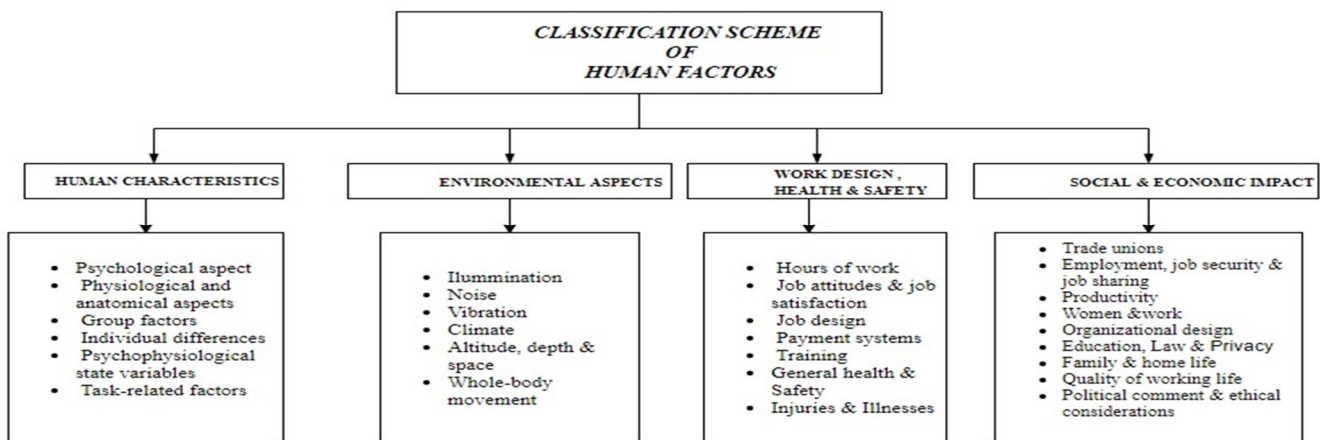 CLASSIFICATION SCHEME
OF
HUMAN FACTORS
HUMAN CHARACTERISTICS
• Psychological aspect
• Physiological and
anatomical aspects
• Group factors
• Individual differences
• Psychophysiological
state variables
• Task-related factors
ENVIRONMENTAL ASPECTS
• Ilummination
• Noise
• Vibration
• Climate
• Altitude, depth &
space
• Whole-body
movement
WORK DESIGN ,
HEALTH & SAFETY
• Hours of work
• Job attitudes & job
satisfaction
• Job design
• Payment systems
• Training
• General health &
Safety
• Injuries & Illnesses
SOCIAL & ECONOMIC IMPACT
• Trade unions
• Employment, job security &
job sharing
• Productivity
• Women &work
• Organizational design
• Education, Law & Privacy
• Family & home life
• Quality of working life
• Political comment & ethical
considerations